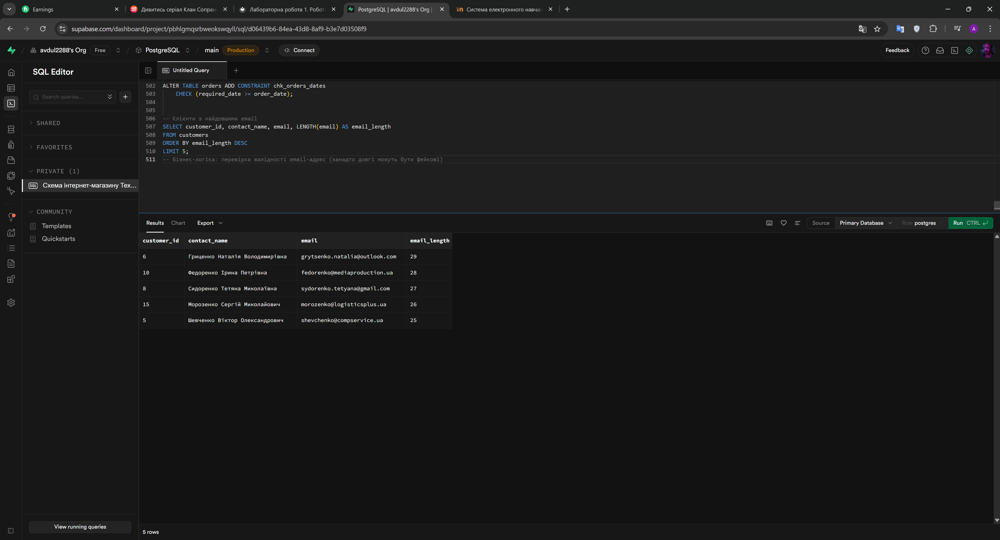 Earnings
Дивитись серіал Клан Сопран
Лабораторна робота 1. Робот
PostgreSQL | avdul2288's Org |
Система електронного навчан
supabase.com/dashboard/project/pbhlgmqsrbweokswqyll/sql/d06439b6-84ea-43d8-8af9-b3e7d03508f9
A
avdul2288's Org Free / PostgreSQL / main Production Connect
Feedback
SQL Editor
SQL Untitled Query
Search queries...
SHARED
FAVORITES
PRIVATE (1)
SQL Схема інтернет-магазину Tex...
COMMUNITY
Templates
Quickstarts
View running queries
502 ALTER TABLE orders ADD CONSTRAINT chk_orders_dates
503 CHECK (required_date >= order_date);
504
505
506 -- Клієнти з найдовшими email
507 SELECT customer_id, contact_name, email, LENGTH(email) AS email_length
508 FROM customers
509 ORDER BY email_length DESC
510 LIMIT 5;
511 -- Бізнес-логіка: перевірка валідності email-адрес (занадто довгі можуть бути фейкові)
Results Chart Export
Source Primary Database Role postgres Run CTRL
customer_id contact_name email email_length
6 Гриценко Наталія Володимирівна grytsenko.natalia@outlook.com 29
10 Федоренко Ірина Петрівна fedorenko@mediaproduction.ua 28
8 Сидоренко Тетяна Миколаївна sydorenko.tetyana@gmail.com 27
15 Морозенко Сергій Миколайович morozenko@logisticsplus.ua 26
5 Шевченко Віктор Олександрович shevchenko@compservice.ua 25
5 rows